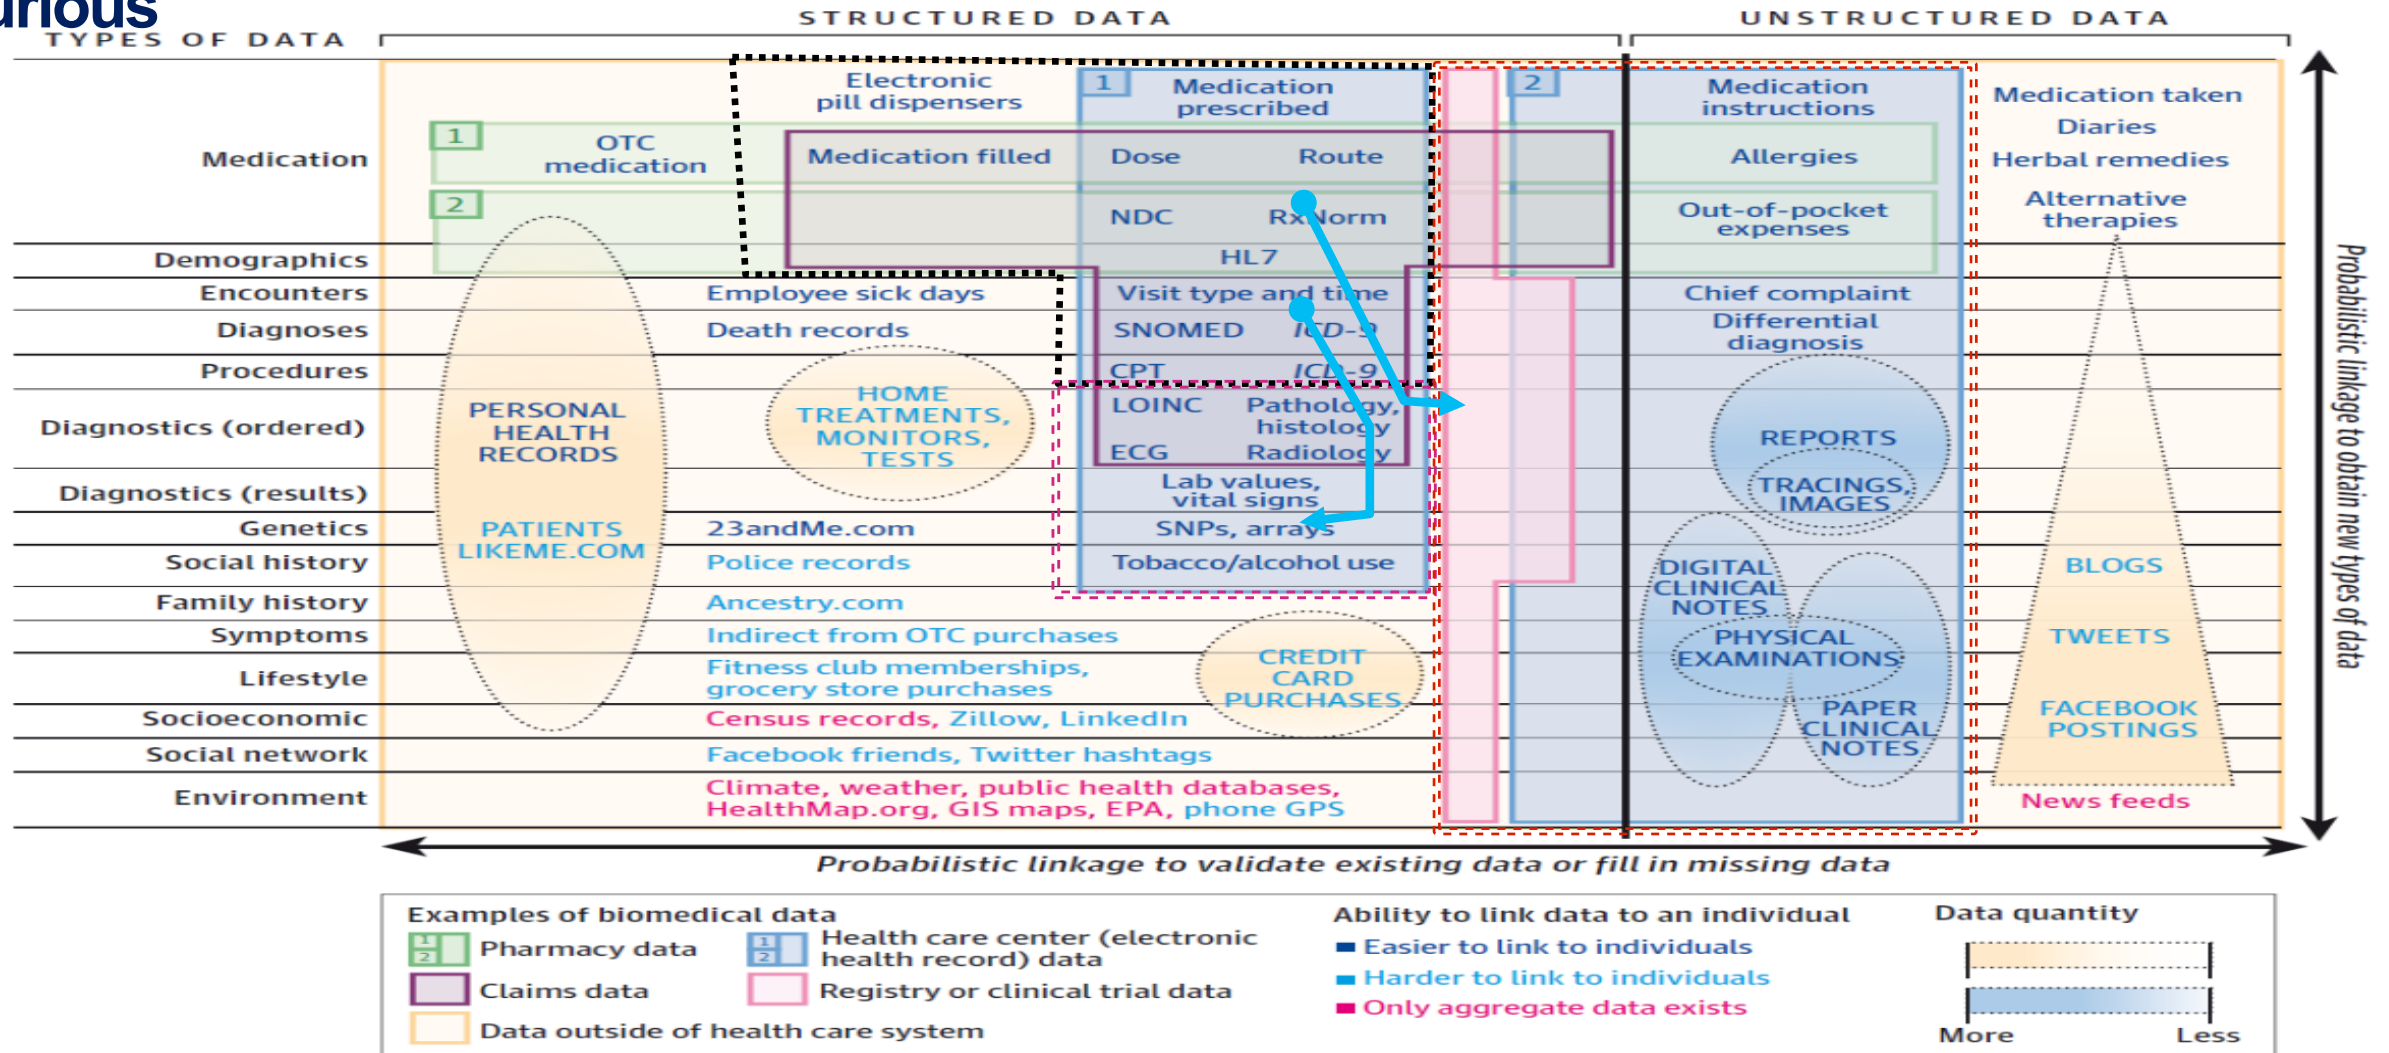 urious
STRUCTURED DATA
UNSTRUCTURED DATA
TYPES OF DATA
Medication
Demographics
Encounters
Diagnoses
Procedures
Diagnostics (ordered)
Diagnostics (results)
Genetics
Social history
Family history
Symptoms
Lifestyle
Socioeconomic
Social network
Environment
1
OTC
medication
2
Electronic
pill dispensers
Medication filled
1
Medication
prescribed
Dose Route
NDC RxNorm
HL7
Visit type and time
SNOMED ICD-9
CPT ICD-9
LOINC Pathology,
histology
ECG Radiology
Lab values,
vital signs
SNPs, arrays
Tobacco/alcohol use
2
Medication
instructions
Allergies
Out-of-pocket
expenses
Chief complaint
Differential
diagnosis
REPORTS
TRACINGS,
IMAGES
DIGITAL
CLINICAL
NOTES
PHYSICAL
EXAMINATIONS
PAPER
CLINICAL
NOTES
Medication taken
Diaries
Herbal remedies
Alternative
therapies
BLOGS
TWEETS
FACEBOOK
POSTINGS
News feeds
PERSONAL
HEALTH
RECORDS
PATIENTS
LIKEME.COM
Employee sick days
Death records
HOME
TREATMENTS,
MONITORS,
TESTS
23andMe.com
Police records
Ancestry.com
Indirect from OTC purchases
Fitness club memberships,
grocery store purchases
CREDIT
CARD
PURCHASES
Census records, Zillow, LinkedIn
Facebook friends, Twitter hashtags
Climate, weather, public health databases,
HealthMap.org, GIS maps, EPA, phone GPS
Probabilistic linkage to obtain new types of data
Probabilistic linkage to validate existing data or fill in missing data
Examples of biomedical data
1
2
Pharmacy data
1
2
Health care center (electronic
health record) data
Claims data
Registry or clinical trial data
Data outside of health care system
Ability to link data to an individual
Easier to link to individuals
Harder to link to individuals
Only aggregate data exists
Data quantity
More Less